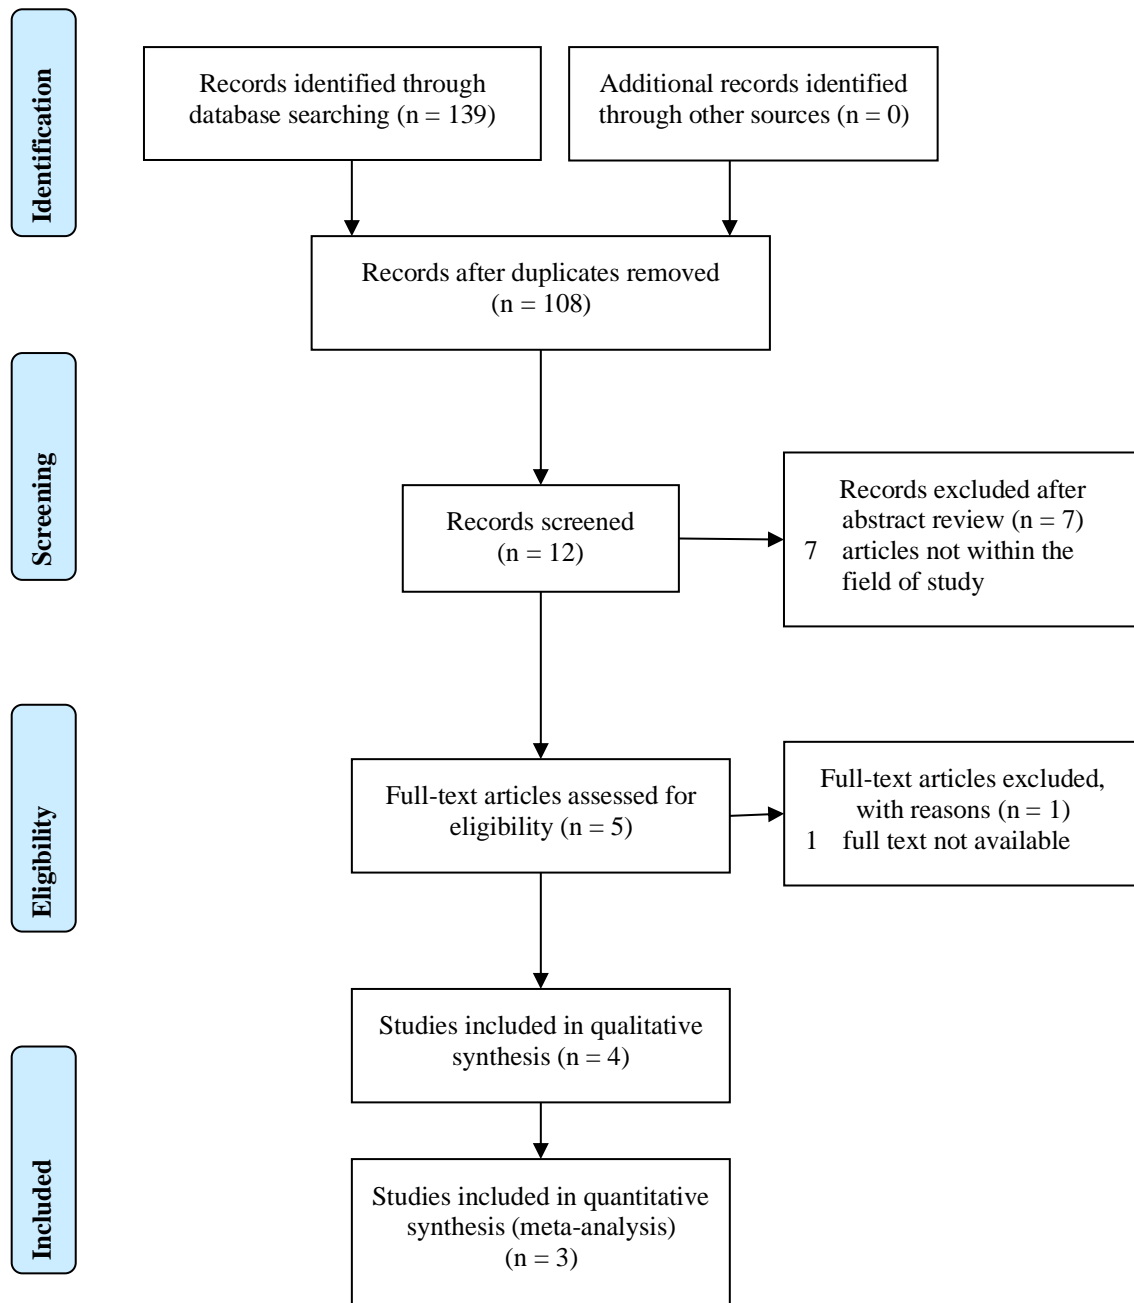 Identification
Records identified through
database searching (n = 139)
Additional records identified
through other sources (n = 0)
Records after duplicates removed
(n = 108)
Screening
Records screened
(n = 12)
Records excluded after
abstract review (n = 7)
7 articles not within the
field of study
Eligibility
Full-text articles assessed for
eligibility (n = 5)
Full-text articles excluded,
with reasons (n = 1)
1 full text not available
Included
Studies included in qualitative
synthesis (n = 4)
Studies included in quantitative
synthesis (meta-analysis)
(n = 3)